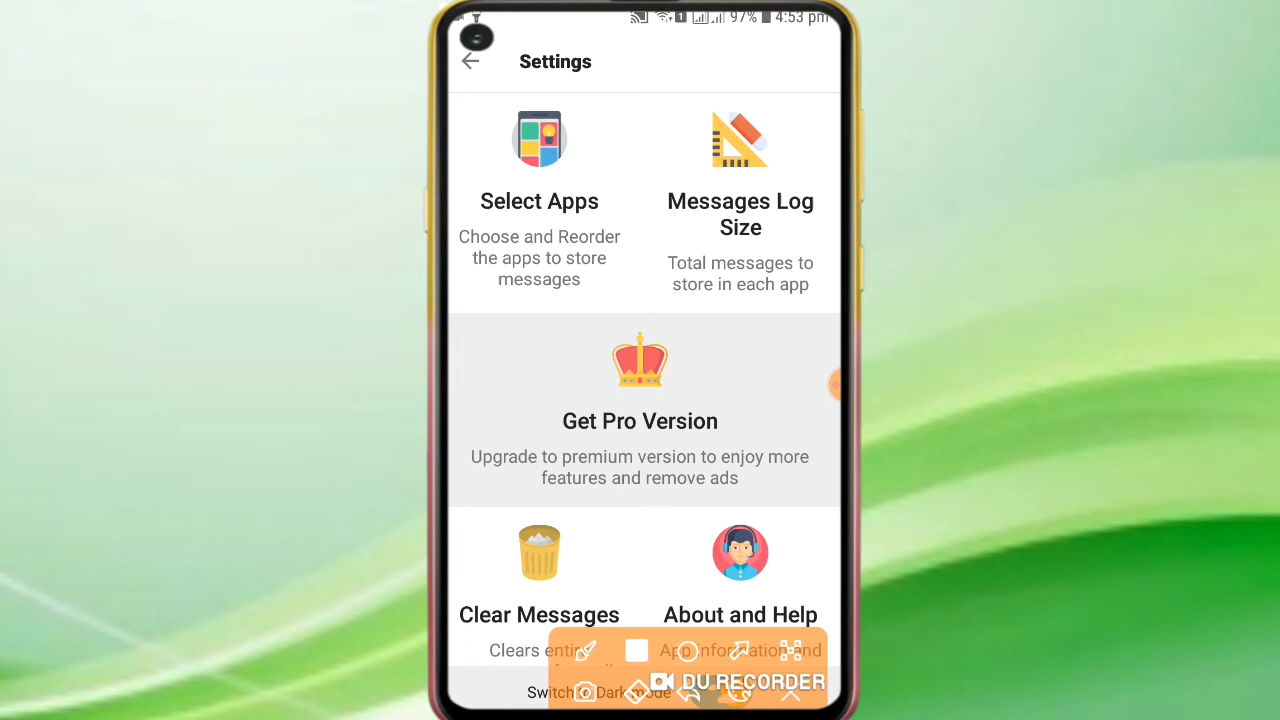 97% 4:53 pm
Settings
Select Apps
Choose and Reorder
the apps to store
messages
Messages Log
Size
Total messages to
store in each app
Get Pro Version
Upgrade to premium version to enjoy more
features and remove ads
Clear Messages
Clears entire
About and Help
App information and
DU RECORDER
Switch to Dark mode